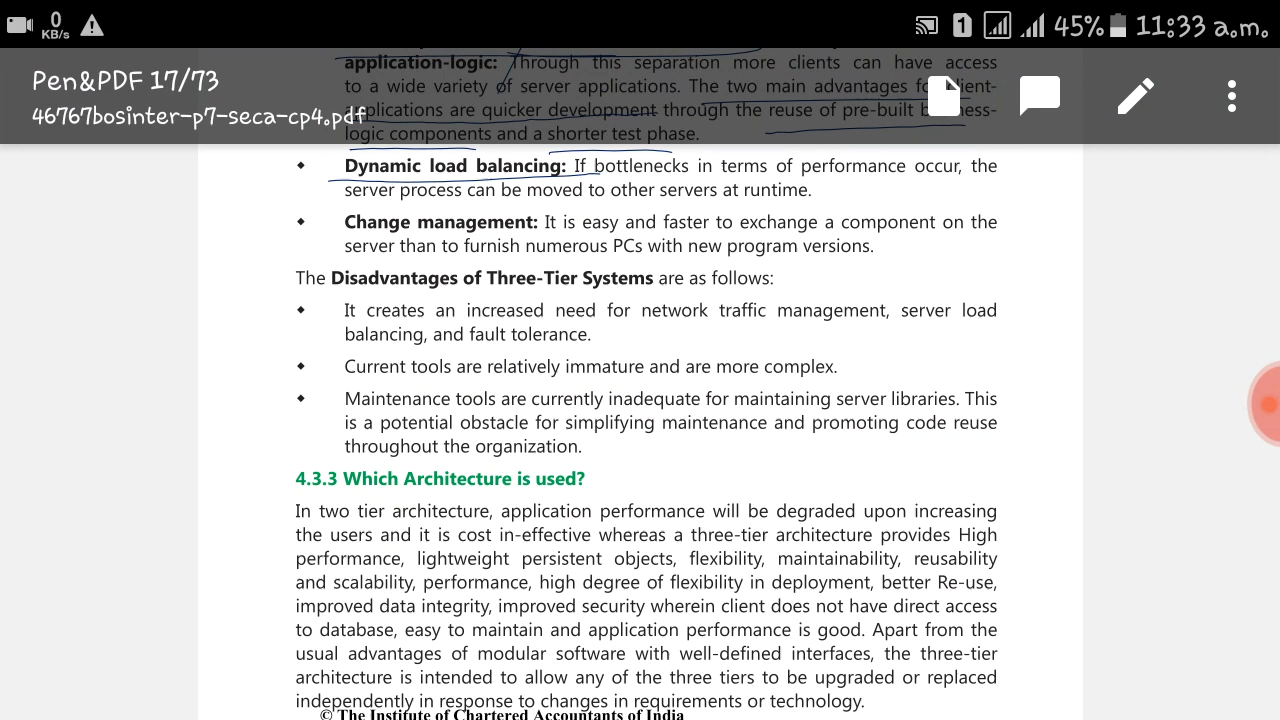 0
KB/s
1
45%
11:33 a.m.
application-logic: Through this separation more clients can have access
Pen&PDF 17/73
to a wide variety of server applications. The two main advantages for client-
46767bosinter-p7-seca-cp4.pdf
applications are quicker development through the reuse of pre-built business-
logic components and a shorter test phase.
Dynamic load balancing: If bottlenecks in terms of performance occur, the
server process can be moved to other servers at runtime.
Change management: It is easy and faster to exchange a component on the
server than to furnish numerous PCs with new program versions.
The Disadvantages of Three-Tier Systems are as follows:
It creates an increased need for network traffic management, server load
balancing, and fault tolerance.
Current tools are relatively immature and are more complex.
Maintenance tools are currently inadequate for maintaining server libraries. This
is a potential obstacle for simplifying maintenance and promoting code reuse
throughout the organization.
4.3.3 Which Architecture is used?
In two tier architecture, application performance will be degraded upon increasing
the users and it is cost in-effective whereas a three-tier architecture provides High
performance, lightweight persistent objects, flexibility, maintainability, reusability
and scalability, performance, high degree of flexibility in deployment, better Re-use,
improved data integrity, improved security wherein client does not have direct access
to database, easy to maintain and application performance is good. Apart from the
usual advantages of modular software with well-defined interfaces, the three-tier
architecture is intended to allow any of the three tiers to be upgraded or replaced
independently in response to changes in requirements or technology.
© The Institute of Chartered Accountants of India